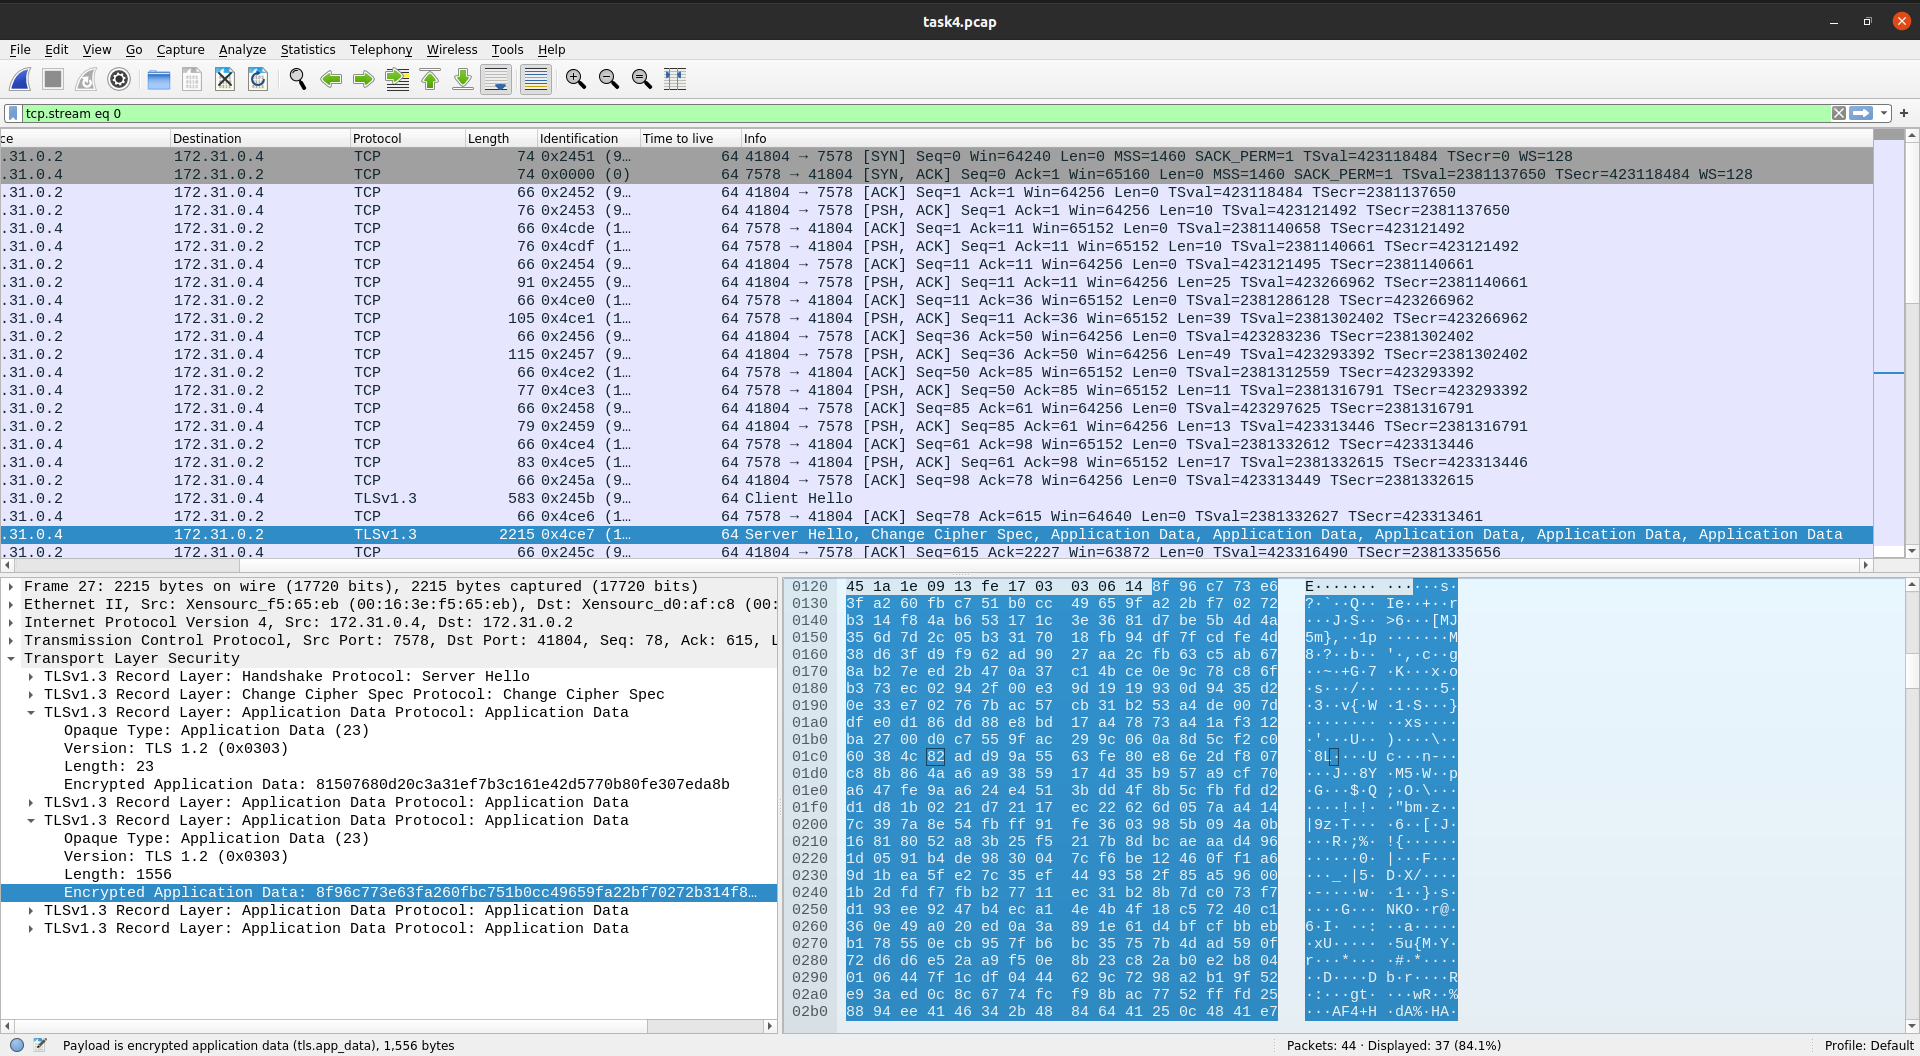 task4.pcap
File Edit View Go Capture Analyze Statistics Telephony Wireless Tools Help
tcp.stream eq 0
ce Destination Protocol Length Identification Time to live Info
.31.0.2 172.31.0.4 TCP 74 0x2451 (9… 64 41804 → 7578 [SYN] Seq=0 Win=64240 Len=0 MSS=1460 SACK_PERM=1 TSval=423118484 TSecr=0 WS=128
.31.0.4 172.31.0.2 TCP 74 0x0000 (0) 64 7578 → 41804 [SYN, ACK] Seq=0 Ack=1 Win=65160 Len=0 MSS=1460 SACK_PERM=1 TSval=2381137650 TSecr=423118484 WS=128
.31.0.2 172.31.0.4 TCP 66 0x2452 (9… 64 41804 → 7578 [ACK] Seq=1 Ack=1 Win=64256 Len=0 TSval=423118484 TSecr=2381137650
.31.0.2 172.31.0.4 TCP 76 0x2453 (9… 64 41804 → 7578 [PSH, ACK] Seq=1 Ack=1 Win=64256 Len=10 TSval=423121492 TSecr=2381137650
.31.0.4 172.31.0.2 TCP 66 0x4cde (1… 64 7578 → 41804 [ACK] Seq=1 Ack=11 Win=65152 Len=0 TSval=2381140658 TSecr=423121492
.31.0.4 172.31.0.2 TCP 76 0x4cdf (1… 64 7578 → 41804 [PSH, ACK] Seq=1 Ack=11 Win=65152 Len=10 TSval=2381140661 TSecr=423121492
.31.0.2 172.31.0.4 TCP 66 0x2454 (9… 64 41804 → 7578 [ACK] Seq=11 Ack=11 Win=64256 Len=0 TSval=423121495 TSecr=2381140661
.31.0.2 172.31.0.4 TCP 91 0x2455 (9… 64 41804 → 7578 [PSH, ACK] Seq=11 Ack=11 Win=64256 Len=25 TSval=423266962 TSecr=2381140661
.31.0.4 172.31.0.2 TCP 66 0x4ce0 (1… 64 7578 → 41804 [ACK] Seq=11 Ack=36 Win=65152 Len=0 TSval=2381286128 TSecr=423266962
.31.0.4 172.31.0.2 TCP 105 0x4ce1 (1… 64 7578 → 41804 [PSH, ACK] Seq=11 Ack=36 Win=65152 Len=39 TSval=2381302402 TSecr=423266962
.31.0.2 172.31.0.4 TCP 66 0x2456 (9… 64 41804 → 7578 [ACK] Seq=36 Ack=50 Win=64256 Len=0 TSval=423283236 TSecr=2381302402
.31.0.2 172.31.0.4 TCP 115 0x2457 (9… 64 41804 → 7578 [PSH, ACK] Seq=36 Ack=50 Win=64256 Len=49 TSval=423293392 TSecr=2381302402
.31.0.4 172.31.0.2 TCP 66 0x4ce2 (1… 64 7578 → 41804 [ACK] Seq=50 Ack=85 Win=65152 Len=0 TSval=2381312559 TSecr=423293392
.31.0.4 172.31.0.2 TCP 77 0x4ce3 (1… 64 7578 → 41804 [PSH, ACK] Seq=50 Ack=85 Win=65152 Len=11 TSval=2381316791 TSecr=423293392
.31.0.2 172.31.0.4 TCP 66 0x2458 (9… 64 41804 → 7578 [ACK] Seq=85 Ack=61 Win=64256 Len=0 TSval=423297625 TSecr=2381316791
.31.0.2 172.31.0.4 TCP 79 0x2459 (9… 64 41804 → 7578 [PSH, ACK] Seq=85 Ack=61 Win=64256 Len=13 TSval=423313446 TSecr=2381316791
.31.0.4 172.31.0.2 TCP 66 0x4ce4 (1… 64 7578 → 41804 [ACK] Seq=61 Ack=98 Win=65152 Len=0 TSval=2381332612 TSecr=423313446
.31.0.4 172.31.0.2 TCP 83 0x4ce5 (1… 64 7578 → 41804 [PSH, ACK] Seq=61 Ack=98 Win=65152 Len=17 TSval=2381332615 TSecr=423313446
.31.0.2 172.31.0.4 TCP 66 0x245a (9… 64 41804 → 7578 [ACK] Seq=98 Ack=78 Win=64256 Len=0 TSval=423313449 TSecr=2381332615
.31.0.2 172.31.0.4 TLSv1.3 583 0x245b (9… 64 Client Hello
.31.0.4 172.31.0.2 TCP 66 0x4ce6 (1… 64 7578 → 41804 [ACK] Seq=78 Ack=615 Win=64640 Len=0 TSval=2381332627 TSecr=423313461
.31.0.4 172.31.0.2 TLSv1.3 2215 0x4ce7 (1… 64 Server Hello, Change Cipher Spec, Application Data, Application Data, Application Data, Application Data, Application Data
.31.0.2 172.31.0.4 TCP 66 0x245c (9… 64 41804 → 7578 [ACK] Seq=615 Ack=2227 Win=63872 Len=0 TSval=423316490 TSecr=2381335656
Frame 27: 2215 bytes on wire (17720 bits), 2215 bytes captured (17720 bits)
Ethernet II, Src: Xensourc_f5:65:eb (00:16:3e:f5:65:eb), Dst: Xensourc_d0:af:c8 (00:
Internet Protocol Version 4, Src: 172.31.0.4, Dst: 172.31.0.2
Transmission Control Protocol, Src Port: 7578, Dst Port: 41804, Seq: 78, Ack: 615, L
Transport Layer Security
TLSv1.3 Record Layer: Handshake Protocol: Server Hello
TLSv1.3 Record Layer: Change Cipher Spec Protocol: Change Cipher Spec
TLSv1.3 Record Layer: Application Data Protocol: Application Data
Opaque Type: Application Data (23)
Version: TLS 1.2 (0x0303)
Length: 23
Encrypted Application Data: 81507680d20c3a31ef7b3c161e42d5770b80fe307eda8b
TLSv1.3 Record Layer: Application Data Protocol: Application Data
TLSv1.3 Record Layer: Application Data Protocol: Application Data
Opaque Type: Application Data (23)
Version: TLS 1.2 (0x0303)
Length: 1556
Encrypted Application Data: 8f96c773e63fa260fbc751b0cc49659fa22bf70272b314f8…
TLSv1.3 Record Layer: Application Data Protocol: Application Data
TLSv1.3 Record Layer: Application Data Protocol: Application Data
0120 45 1a 1e 09 13 fe 17 03 03 06 14 8f 96 c7 73 e6 E······· ······s·
0130 3f a2 60 fb c7 51 b0 cc 49 65 9f a2 2b f7 02 72 ?·`··Q·· Ie··+··r
0140 b3 14 f8 4a b6 53 17 1c 3e 36 81 d7 be 5b 4d 4a ···J·S·· >6···[MJ
0150 35 6d 7d 2c 05 b3 31 70 18 fb 94 df 7f cd fe 4d 5m},··1p ·······M
0160 38 d6 3f d9 f9 62 ad 90 27 aa 2c fb 63 c5 ab 67 8·?··b·· '·,·c··g
0170 8a b2 7e ed 2b 47 0a 37 c1 4b ce 0e 9c 78 c8 6f ··~·+G·7 ·K···x·o
0180 b3 73 ec 02 94 2f 00 e3 9d 19 19 93 0d 94 35 d2 ·s···/·· ······5·
0190 0e 33 e7 02 76 7b ac 57 cb 31 b2 53 a4 de 00 7d ·3··v{·W ·1·S···}
01a0 df e0 d1 86 dd 88 e8 bd 17 a4 78 73 a4 1a f3 12 ········ ··xs····
01b0 ba 27 00 d0 c7 55 9f ac 29 9c 06 0a 8d 5c f2 c0 ·'···U·· )····\··
01c0 60 38 4c 82 ad d9 9a 55 63 fe 80 e8 6e 2d f8 07 `8L····U c···n-··
01d0 c8 8b 86 4a a6 a9 38 59 17 4d 35 b9 57 a9 cf 70 ···J··8Y ·M5·W··p
01e0 a6 47 fe 9a a6 24 e4 51 3b dd 4f 8b 5c fb fd d2 ·G···$·Q ;·O·\···
01f0 d1 d8 1b 02 21 d7 21 17 ec 22 62 6d 05 7a a4 14 ····!·!· ·"bm·z··
0200 7c 39 7a 8e 54 fb ff 91 fe 36 03 98 5b 09 4a 0b |9z·T··· ·6··[·J·
0210 16 81 80 52 a8 3b 25 f5 21 7b 8d bc ae aa d4 96 ···R·;%· !{······
0220 1d 05 91 b4 de 98 30 04 7c f6 be 12 46 0f f1 a6 ······0· |···F···
0230 9d 1b ea 5f e2 7c 35 ef 44 93 58 2f 85 a5 96 00 ···_·|5· D·X/····
0240 1b 2d fd f7 fb b2 77 11 ec 31 b2 8b 7d c0 73 f7 ·-····w· ·1··}·s·
0250 d1 93 ee 92 47 b4 ec a1 4e 4b 4f 18 c5 72 40 c1 ····G··· NKO··r@·
0260 36 0e 49 a0 20 ed 0a 3a 89 1e 61 d4 bf cf bb eb 6·I· ··: ··a·····
0270 b1 78 55 0e cb 95 7f b6 bc 35 75 7b 4d ad 59 0f ·xU····· ·5u{M·Y·
0280 72 d6 d6 e5 2a a9 f5 0e 8b 23 c8 2a b0 e2 b8 04 r···*··· ·#·*····
0290 01 06 44 7f 1c df 04 44 62 9c 72 98 a2 b1 9f 52 ··D····D b·r····R
02a0 e9 3a ed 0c 8c 67 74 fc f9 8b ac 77 52 ff fd 25 ·:···gt· ···wR··%
02b0 88 94 ee 41 46 34 2b 48 84 64 41 25 0c 48 41 e7 ···AF4+H ·dA%·HA·
Payload is encrypted application data (tls.app_data), 1,556 bytes Packets: 44 · Displayed: 37 (84.1%) Profile: Default